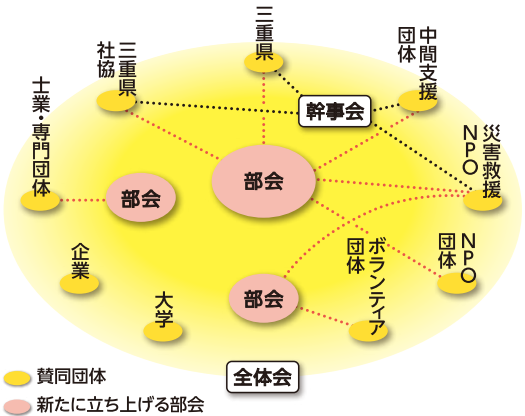 三重県
三重県
社協
中間支援
団体
士業・専門団体
幹事会
災害救援
NPO
部会
部会
企業
大学
部会
ボランティア
団体
NPO
団体
全体会
賛同団体
新たに立ち上げる部会